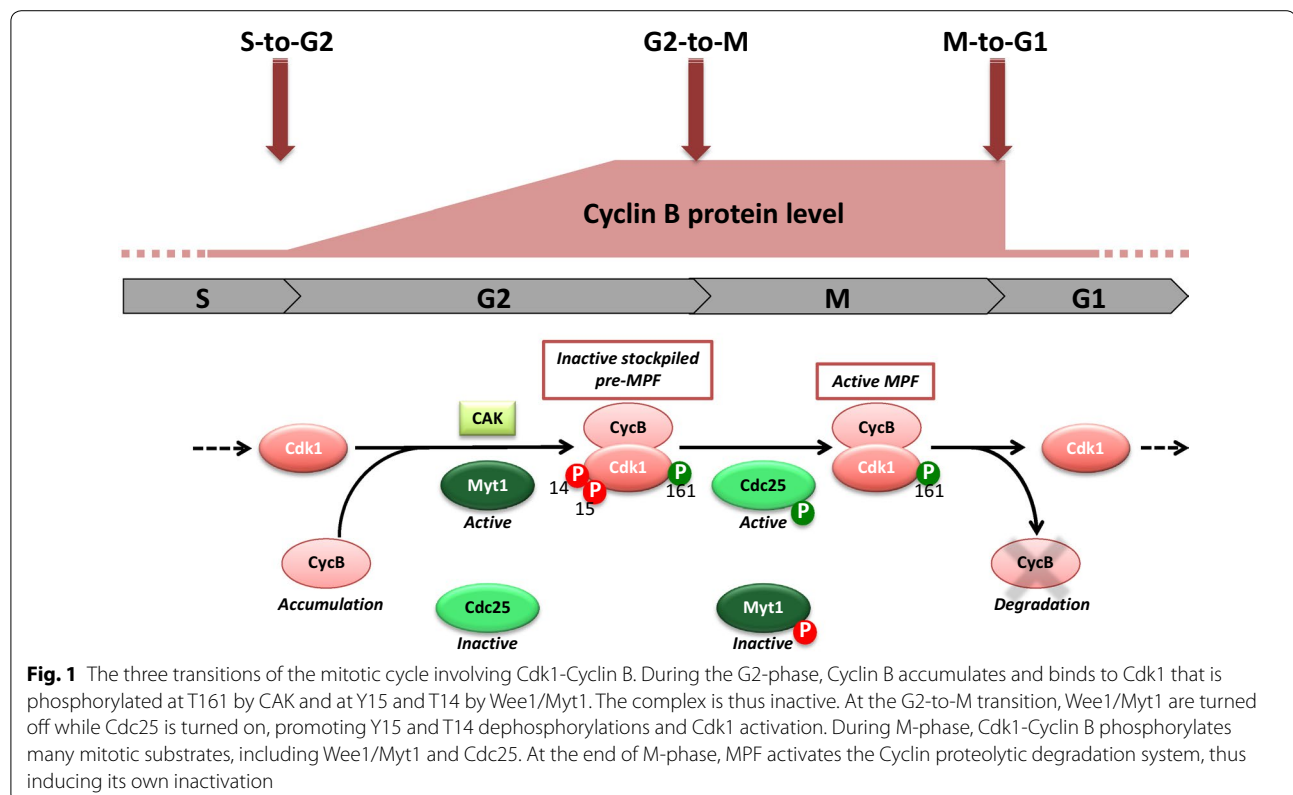 S-to-G2
G2-to-M
M-to-G1
Cyclin B protein level
S
G2
M
G1
Inactive stockpiled
pre-MPF
Active MPF
CAK
CycB
CycB
Cdk1
Cdk1
Cdk1
Cdk1
P
P
P
P
14
15
161
161
Myt1
Active
Cdc25
P
Active
CycB
Accumulation
Cdc25
Inactive
Myt1
P
Inactive
CycB
Degradation
Fig. 1 The three transitions of the mitotic cycle involving Cdk1-Cyclin B. During the G2-phase, Cyclin B accumulates and binds to Cdk1 that is
phosphorylated at T161 by CAK and at Y15 and T14 by Wee1/Myt1. The complex is thus inactive. At the G2-to-M transition, Wee1/Myt1 are turned
off while Cdc25 is turned on, promoting Y15 and T14 dephosphorylations and Cdk1 activation. During M-phase, Cdk1-Cyclin B phosphorylates
many mitotic substrates, including Wee1/Myt1 and Cdc25. At the end of M-phase, MPF activates the Cyclin proteolytic degradation system, thus
inducing its own inactivation